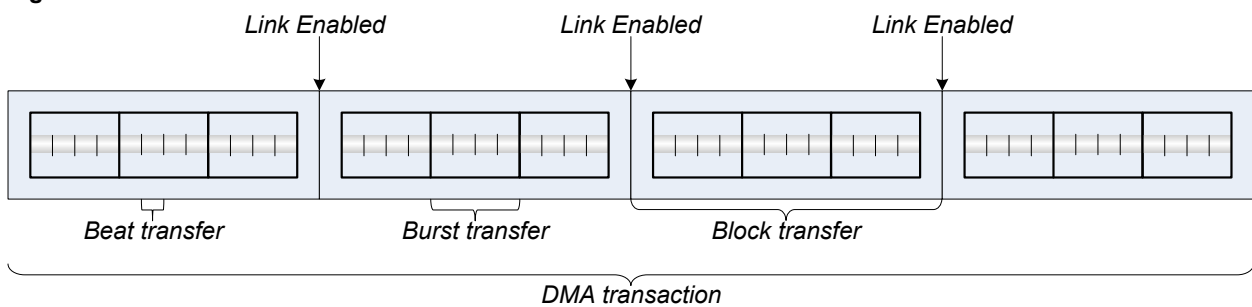 Link Enabled Link Enabled Link Enabled
Beat transfer Burst transfer Block transfer
DMA transaction